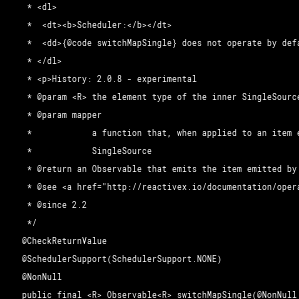 * <dl>
*  <dt><b>Scheduler:</b></dt>
*  <dd>{@code switchMapSingle} does not operate by
* </dl>
* <p>History: 2.0.8 - experimental
* @param <R> the element type of the inner
* @param mapper
*            a function that, when applied to an item
*            SingleSource
* @return an Observable that emits the item emitted by
* @see <a href="http://reactivex.io/documentation/
* @since 2.2
*/
@CheckReturnValue
@SchedulerSupport(SchedulerSupport.NONE)
@NonNull
public final <R> Observable<R> switchMapSingle(@NonNull